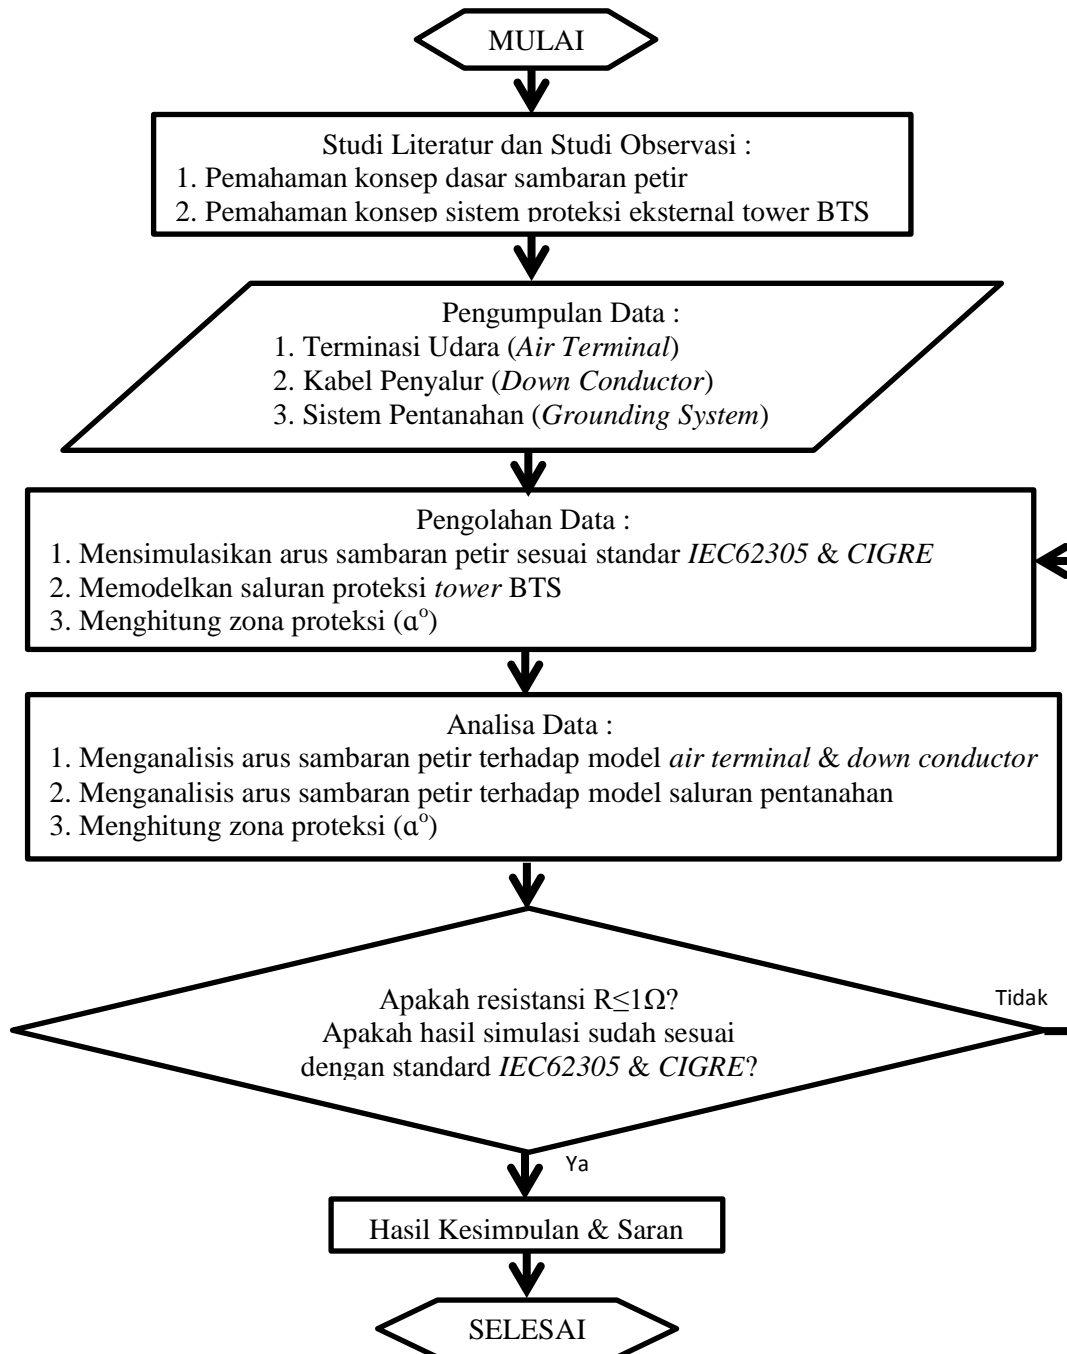 MULAI
Studi Literatur dan Studi Observasi :
1. Pemahaman konsep dasar sambaran petir
2. Pemahaman konsep sistem proteksi eksternal tower BTS
Pengumpulan Data :
1. Terminasi Udara (Air Terminal)
2. Kabel Penyalur (Down Conductor)
3. Sistem Pentanahan (Grounding System)
Pengolahan Data :
1. Mensimulasikan arus sambaran petir sesuai standar IEC62305 & CIGRE
2. Memodelkan saluran proteksi tower BTS
3. Menghitung zona proteksi (ɑº)
Analisa Data :
1. Menganalisis arus sambaran petir terhadap model air terminal & down conductor
2. Menganalisis arus sambaran petir terhadap model saluran pentanahan
3. Menghitung zona proteksi (ɑº)
Apakah resistansi R≤1Ω?
Apakah hasil simulasi sudah sesuai
dengan standard IEC62305 & CIGRE?
Tidak
Ya
Hasil Kesimpulan & Saran
SELESAI